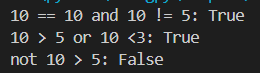 10 == 10 and 10 != 5: True
10 > 5 or 10 <3: True
not 10 > 5: False